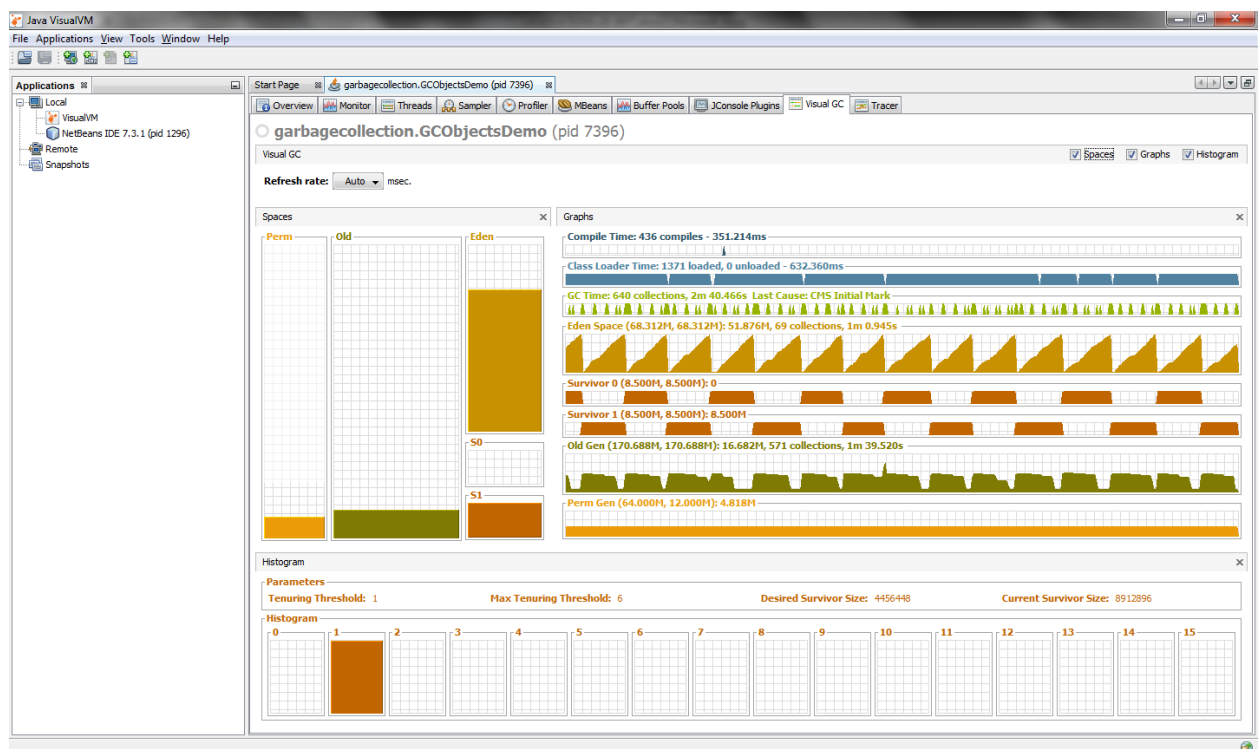 Java VisualVM
File Applications View Tools Window Help
Applications
Local
VisualVM
NetBeans IDE 7.3.1 (pid 1296)
Remote
Snapshots
Start Page garbagecollection.GCObjectsDemo (pid 7396)
Overview Monitor Threads Sampler Profiler MBeans Buffer Pools JConsole Plugins Visual GC Tracer
garbagecollection.GCObjectsDemo (pid 7396)
Visual GC Spaces Graphs Histogram
Refresh rate: Auto msec.
Spaces
Perm Old Eden
S0
S1
Graphs
Compile Time: 436 compiles - 351.214ms
Class Loader Time: 1371 loaded, 0 unloaded - 632.360ms
GC Time: 640 collections, 2m 40.466s Last Cause: CMS Initial Mark
Eden Space (68.312M, 68.312M): 51.876M, 69 collections, 1m 0.945s
Survivor 0 (8.500M, 8.500M): 0
Survivor 1 (8.500M, 8.500M): 8.500M
Old Gen (170.688M, 170.688M): 16.682M, 571 collections, 1m 39.520s
Perm Gen (64.000M, 12.000M): 4.818M
Histogram
Parameters
Tenuring Threshold: 1 Max Tenuring Threshold: 6 Desired Survivor Size: 4456448 Current Survivor Size: 8912896
Histogram
0 1 2 3 4 5 6 7 8 9 10 11 12 13 14 15